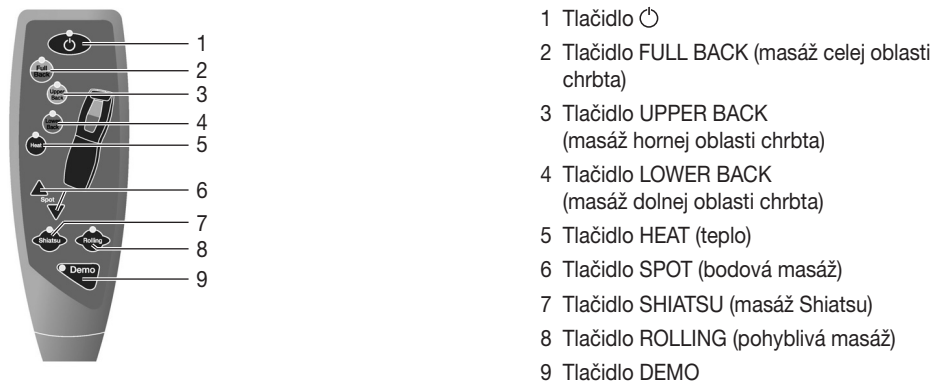 Full
Back
Upper
Back
Lower
Back
Heat
Spot
Shiatsu
Rolling
Demo
1
2
3
4
5
6
7
8
9
1 Tlačidlo
2 Tlačidlo FULL BACK (masáž celej oblasti
chrbta)
3 Tlačidlo UPPER BACK
(masáž hornej oblasti chrbta)
4 Tlačidlo LOWER BACK
(masáž dolnej oblasti chrbta)
5 Tlačidlo HEAT (teplo)
6 Tlačidlo SPOT (bodová masáž)
7 Tlačidlo SHIATSU (masáž Shiatsu)
8 Tlačidlo ROLLING (pohyblivá masáž)
9 Tlačidlo DEMO